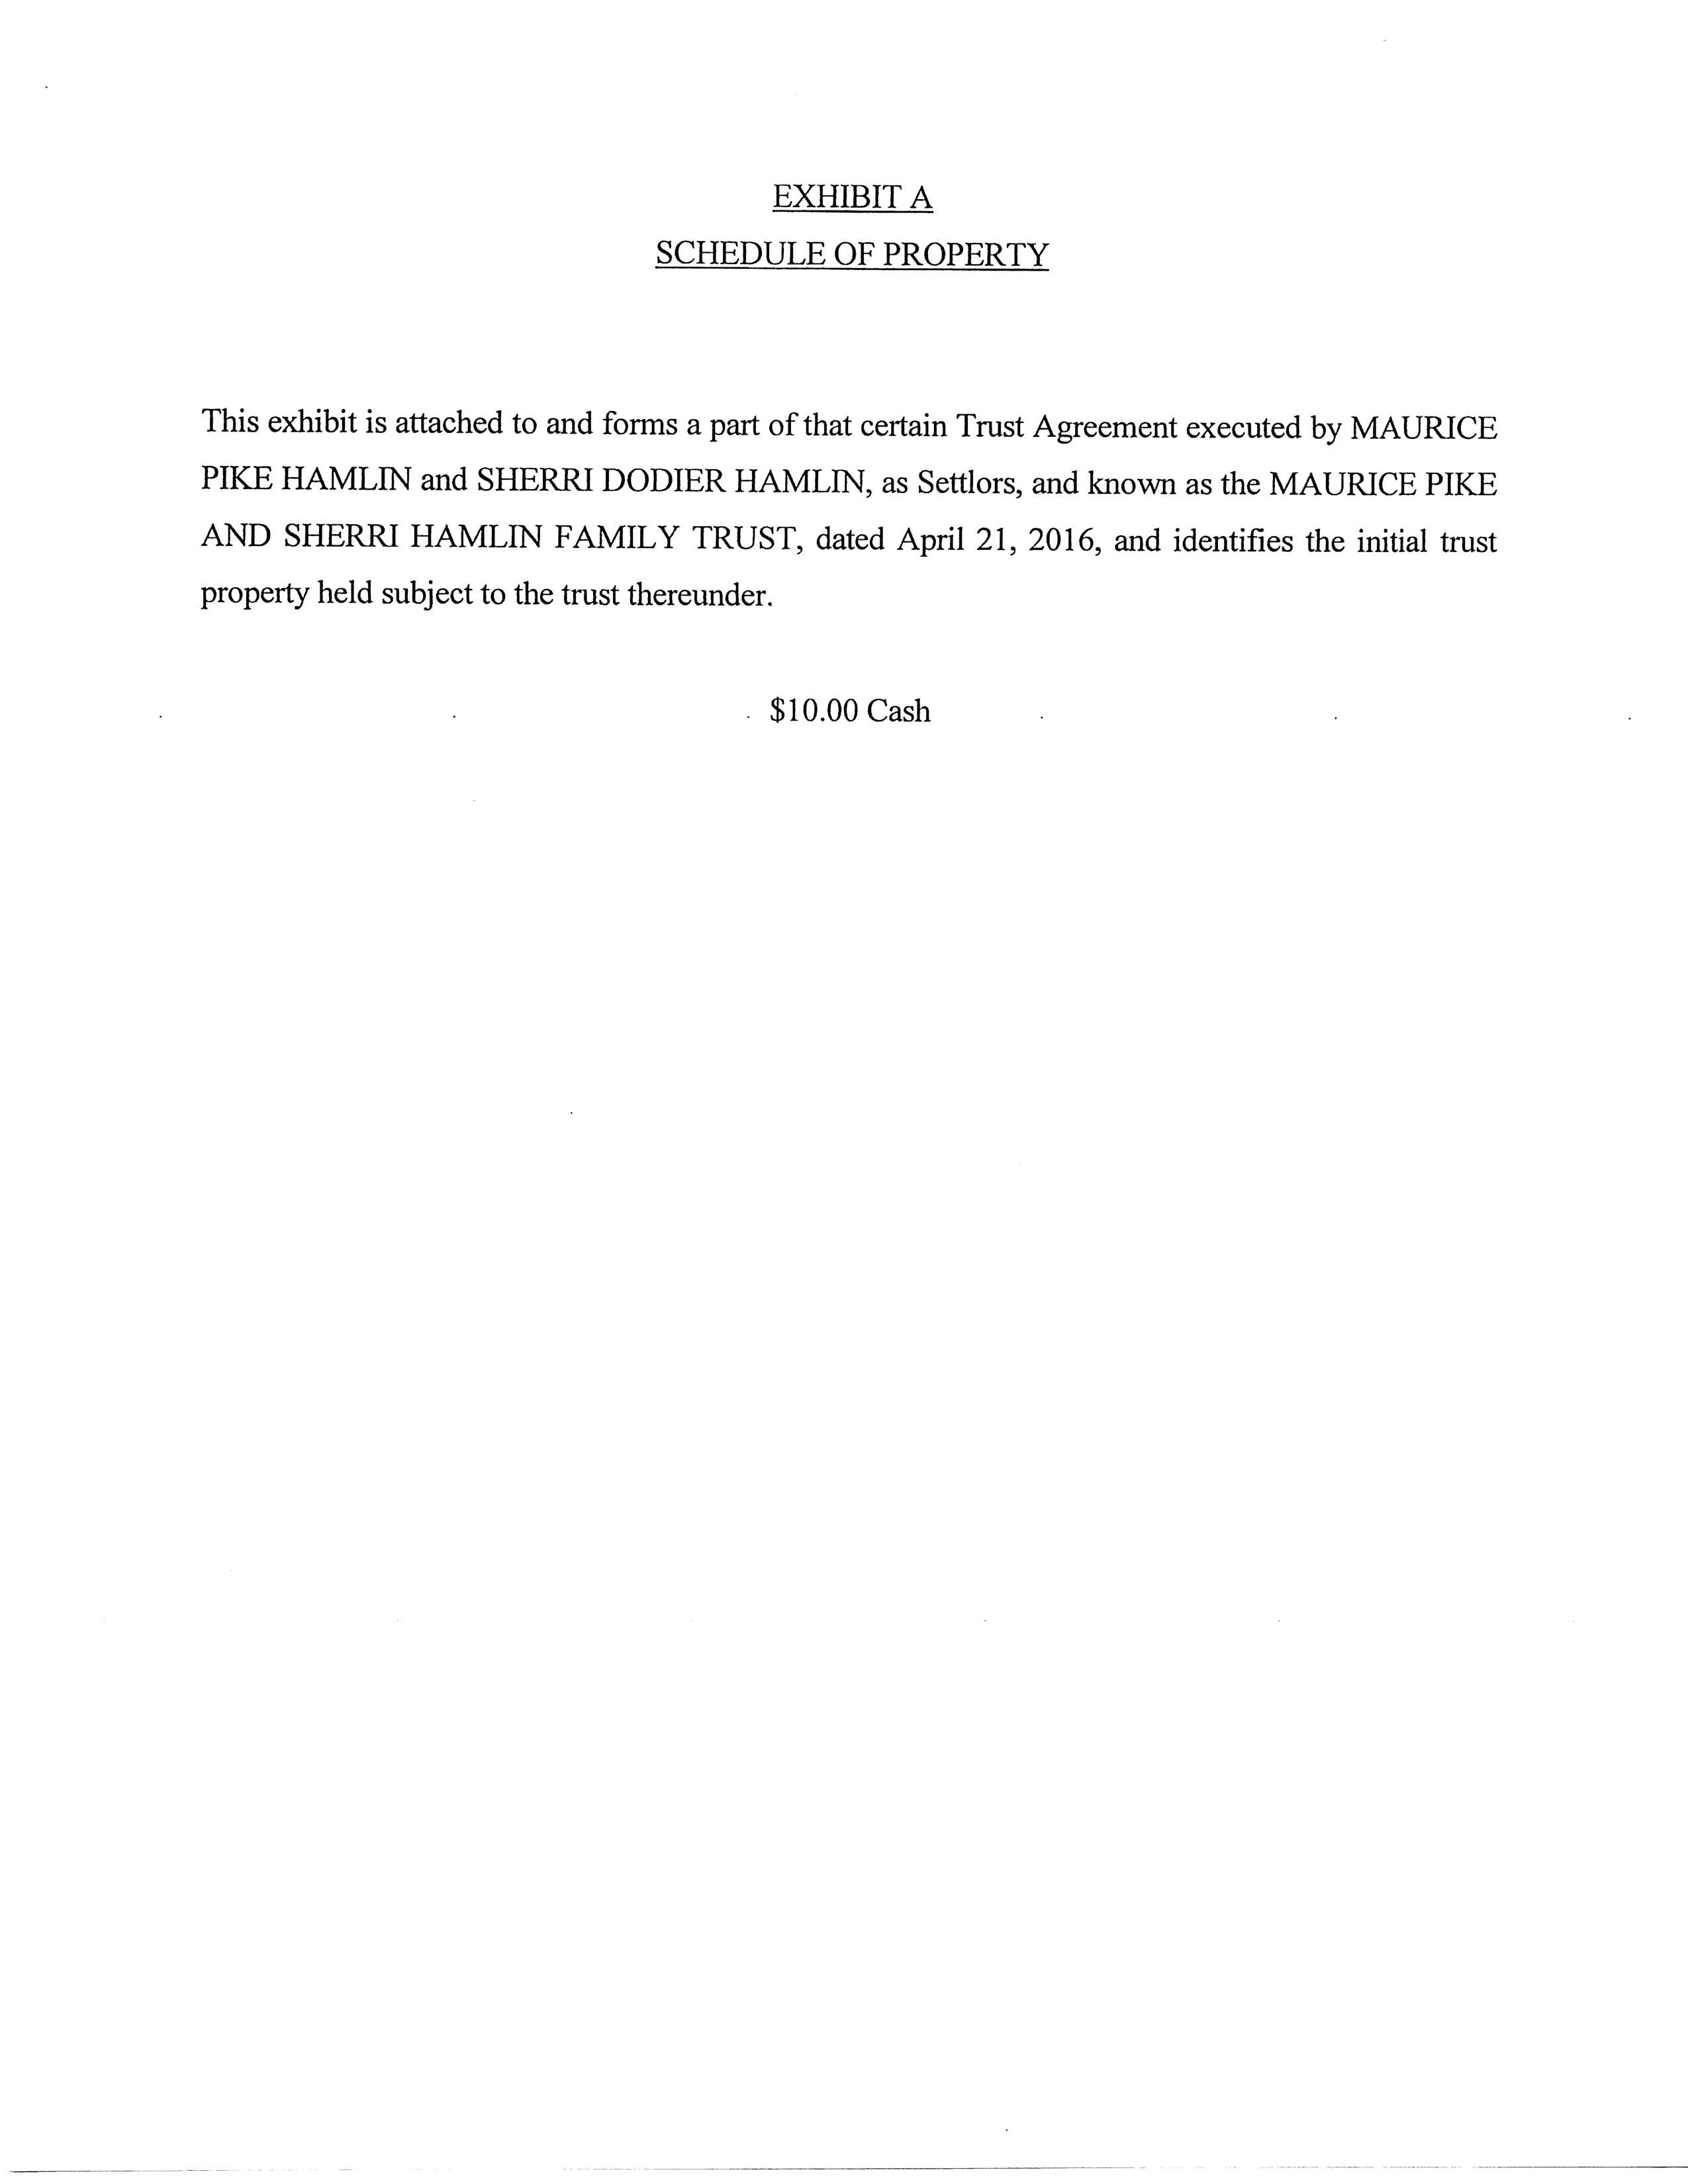 EXHIBIT A
SCHEDULE OF PROPERTY
This exhibit is attached to and forms a part of that certain Trust Agreement executed by MAURICE
PIKE HAMLIN and SHERRI DODIER HAMLIN, as Settlors, and known as the MAURICE PIKE
AND SHERRI HAMLIN FAMILY TRUST, dated April 21, 2016, and identifies the initial trust
property held subject to the trust thereunder.
$10.00 Cash